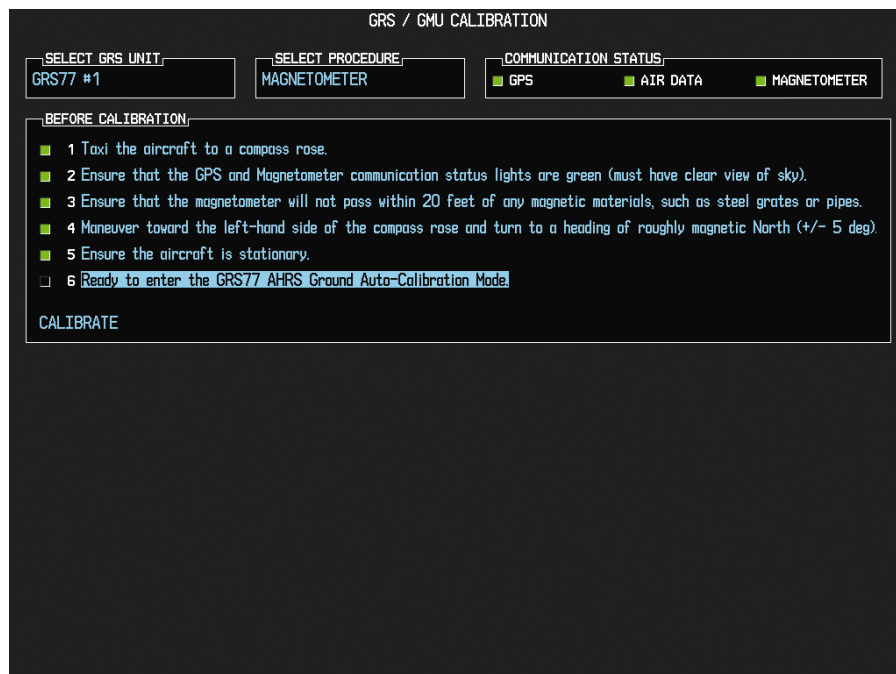 GRS / GMU CALIBRATION
SELECT GRS UNIT
GRS77 #1
SELECT PROCEDURE
MAGNETOMETER
COMMUNICATION STATUS
GPS AIR DATA MAGNETOMETER
BEFORE CALIBRATION
1 Taxi the aircraft to a compass rose.
2 Ensure that the GPS and Magnetometer communication status lights are green (must have clear view of sky).
3 Ensure that the magnetometer will not pass within 20 feet of any magnetic materials, such as steel grates or pipes.
4 Maneuver toward the left-hand side of the compass rose and turn to a heading of roughly magnetic North (+/- 5 deg).
5 Ensure the aircraft is stationary.
6 Ready to enter the GRS77 AHRS Ground Auto-Calibration Mode.
CALIBRATE